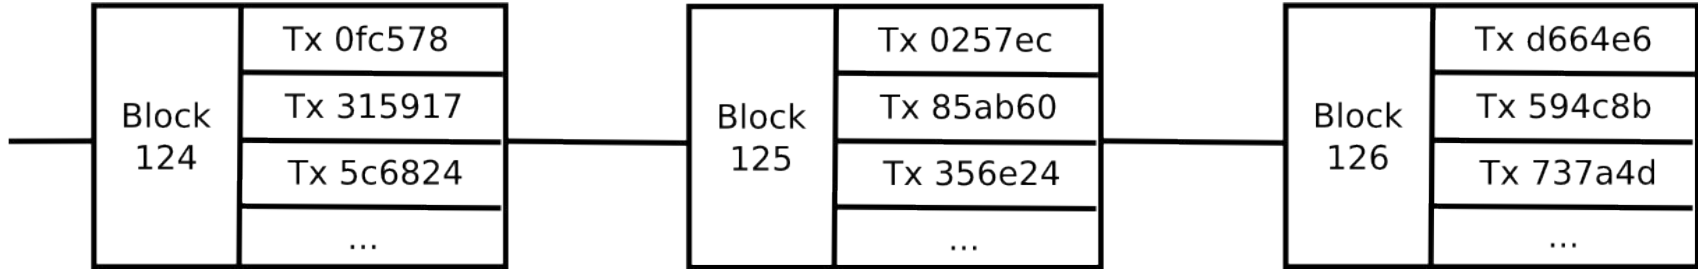 Block
124
Tx 0fc578
Tx 315917
Tx 5c6824
...
Block
125
Tx 0257ec
Tx 85ab60
Tx 356e24
...
Block
126
Tx d664e6
Tx 594c8b
Tx 737a4d
...